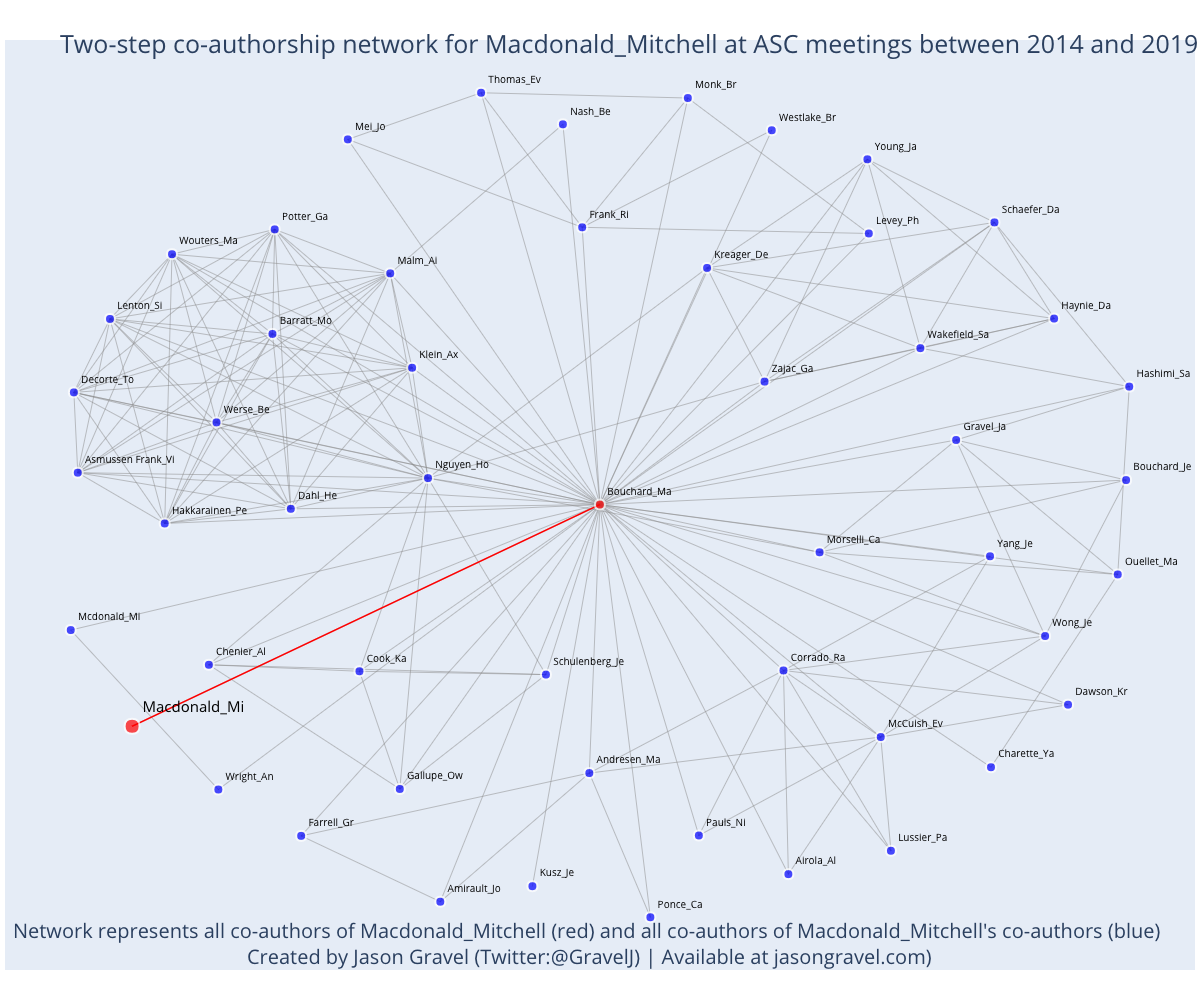 Two-step co-authorship network for Macdonald_Mitchell at ASC meetings between 2014 and 2019
Thomas_Ev
Monk_Br
Nash_Be
Westlake_Br
Mei_Jo
Young_Ja
Potter_Ga
Frank_Ri
Levey_Ph
Schaefer_Da
Wouters_Ma
Malm_Ai
Kreager_De
Lenton_Si
Barratt_Mo
Haynie_Da
Wakefield_Sa
Klein_Ax
Zajac_Ga
Decorte_To
Hashimi_Sa
Werse_Be
Gravel_Ja
Asmussen Frank_Vi
Nguyen_Ho
Bouchard_Je
Dahl_He
Bouchard_Ma
Hakkarainen_Pe
Morselli_Ca
Yang_Je
Ouellet_Ma
Mcdonald_Mi
Wong_Je
Chenier_Al
Cook_Ka
Schulenberg_Je
Corrado_Ra
Macdonald_Mi
Dawson_Kr
McCuish_Ev
Charette_Ya
Wright_An
Gallupe_Ow
Andresen_Ma
Farrell_Gr
Pauls_Ni
Lussier_Pa
Airola_Al
Kusz_Je
Amirault_Jo
Ponce_Ca
Network represents all co-authors of Macdonald_Mitchell (red) and all co-authors of Macdonald_Mitchell's co-authors (blue)
Created by Jason Gravel (Twitter:@GravelJ) | Available at jasongravel.com)